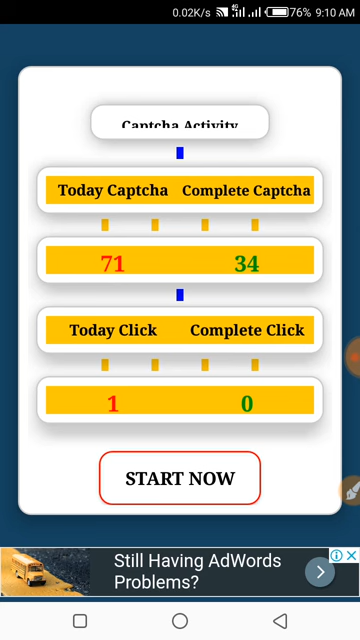 0.02K/s 4G 76% 9:10 AM
Captcha Activity
Today Captcha Complete Captcha
71 34
Today Click Complete Click
1 0
START NOW
Still Having AdWords
Problems?